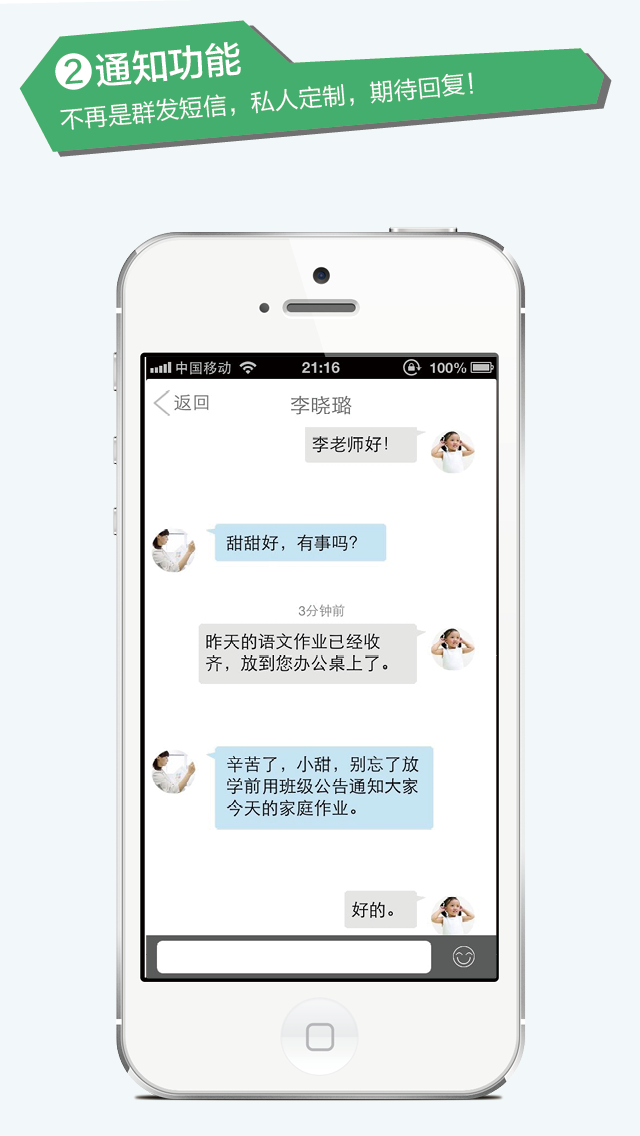 ②通知功能
不再是群发短信，私人定制，期待回复！
中国移动 21:16 100%
返回 李晓璐
李老师好！
甜甜好，有事吗？
3分钟前
昨天的语文作业已经收
齐，放到您办公桌上了。
辛苦了，小甜，别忘了放
学前用班级公告通知大家
今天的家庭作业。
好的。